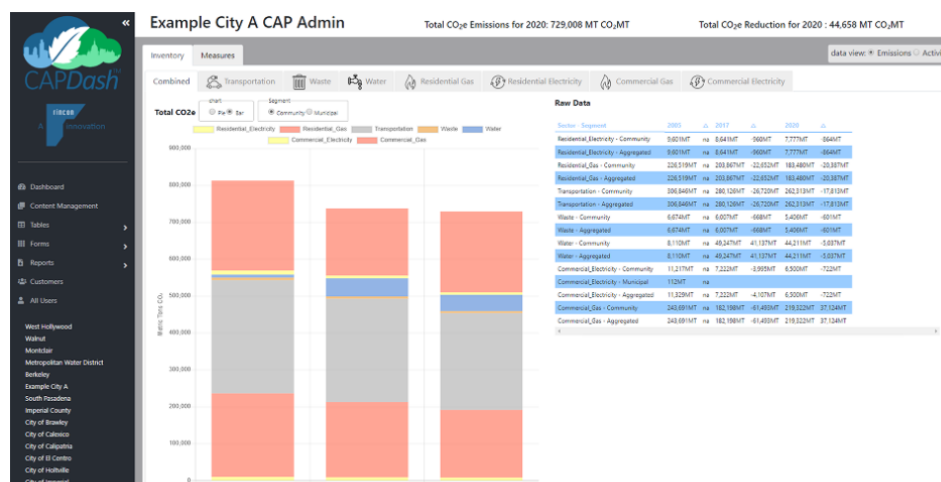 «
CAPDash
rincon
A
ennovation
Dashboard
Content Management
Tables
Forms
Reports
Customers
All Users
West Hollywood
Walnut
Montclair
Metropolitan Water District
Berkeley
Example City A
South Pasadena
Imperial County
City of Brawley
City of Calexico
City of Calipatria
City of El Centro
City of Holtville
City of Imperial
Example City A CAP Admin
Total CO₂e Emissions for 2020: 729,008 MT CO₂MT
Total CO₂e Reduction for 2020 : 44,658 MT CO₂MT
Inventory Measures
data view: Emissions Activi
Combined Transportation Waste Water Residential Gas Residential Electricity Commercial Gas Commercial Electricity
Total CO2e
chart
Pie Bar
Segment
Community Municipal
Residential_Electricity Residential_Gas Transportation Waste Water
Commercial_Electricity Commercial_Gas
Metric Tons CO₂
900,000
800,000
700,000
600,000
500,000
400,000
300,000
200,000
100,000
0
Raw Data
Sector - Segment 2005 △ 2017 △ 2020 △
Residential_Electricity - Community 9,601MT na 8,641MT -960MT 7,777MT -864MT
Residential_Electricity - Aggregated 9,601MT na 8,641MT -960MT 7,777MT -864MT
Residential_Gas - Community 226,519MT na 203,867MT -22,652MT 183,480MT -20,387MT
Residential_Gas - Aggregated 226,519MT na 203,867MT -22,652MT 183,480MT -20,387MT
Transportation - Community 306,846MT na 280,126MT -26,720MT 262,313MT -17,813MT
Transportation - Aggregated 306,846MT na 280,126MT -26,720MT 262,313MT -17,813MT
Waste - Community 6,674MT na 6,007MT -668MT 5,406MT -601MT
Waste - Aggregated 6,674MT na 6,007MT -668MT 5,406MT -601MT
Water - Community 8,110MT na 49,247MT 41,137MT 44,211MT -5,037MT
Water - Aggregated 8,110MT na 49,247MT 41,137MT 44,211MT -5,037MT
Commercial_Electricity - Community 11,217MT na 7,222MT -3,995MT 6,500MT -722MT
Commercial_Electricity - Municipal 112MT na
Commercial_Electricity - Aggregated 11,329MT na 7,222MT -4,107MT 6,500MT -722MT
Commercial_Gas - Community 243,691MT na 182,198MT -61,493MT 219,322MT 37,124MT
Commercial_Gas - Aggregated 243,691MT na 182,198MT -61,493MT 219,322MT 37,124MT